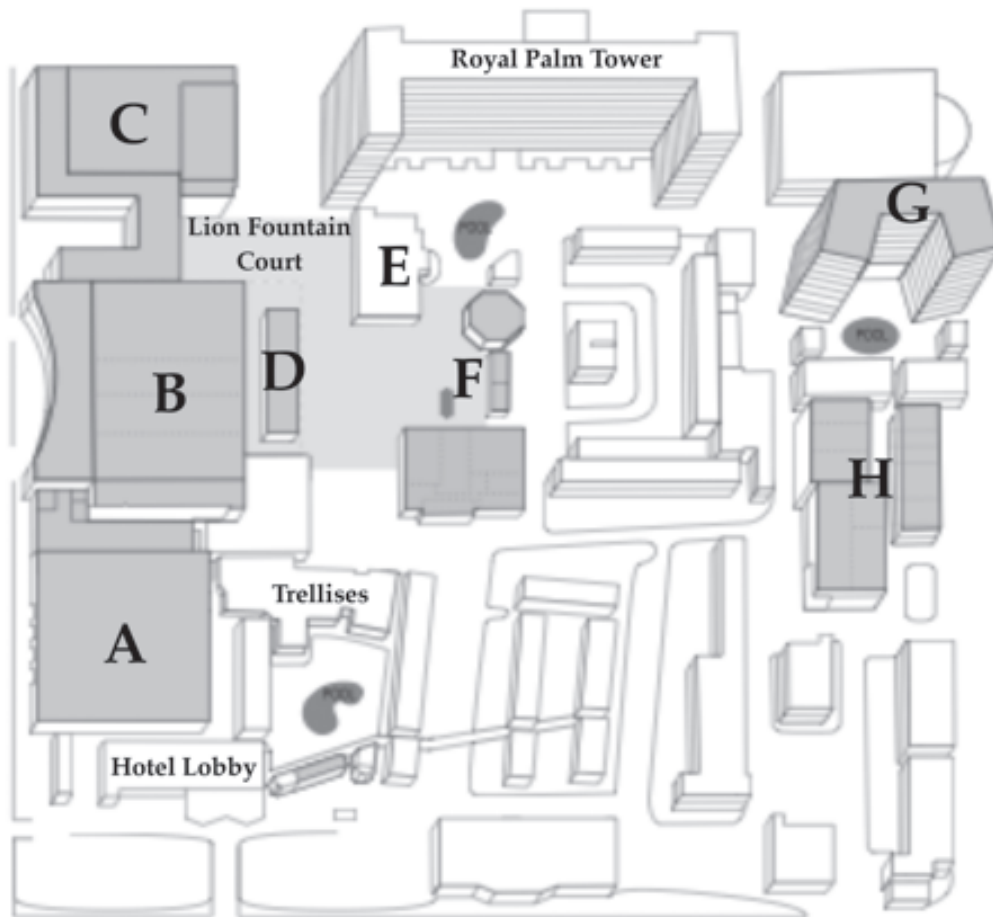 Royal Palm Tower
C
G
Lion Fountain
Court
E
POOL
POOL
B
D
F
H
Trellises
A
POOL
Hotel Lobby